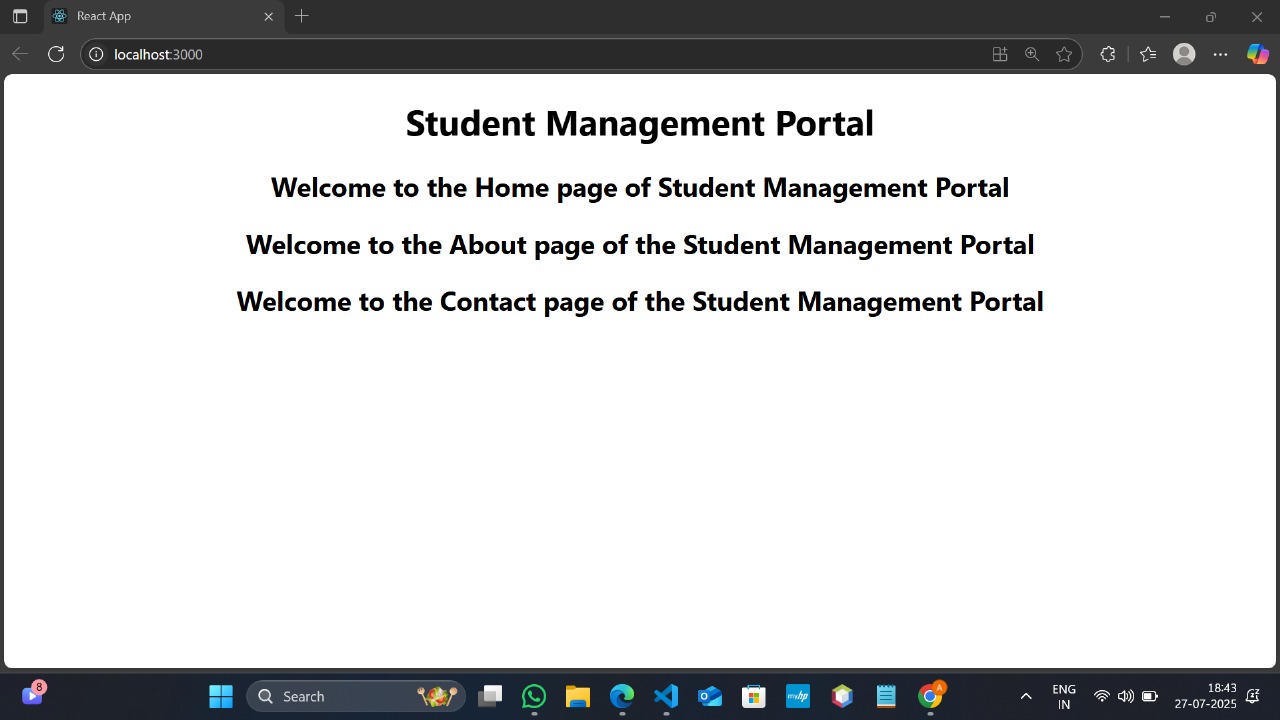 React App
localhost:3000
Student Management Portal
Welcome to the Home page of Student Management Portal
Welcome to the About page of the Student Management Portal
Welcome to the Contact page of the Student Management Portal
8
Search
myhp
A
ENG
IN
18:43
27-07-2025